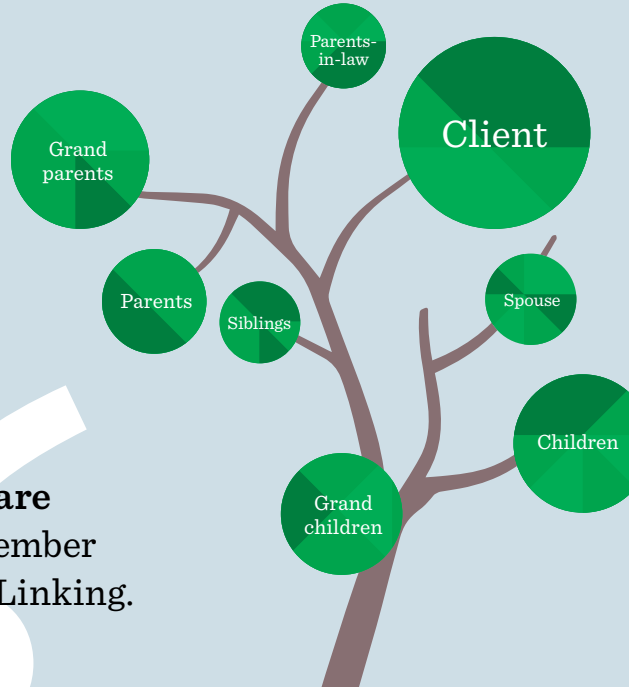 Parents-
in-law
Client
Grand
parents
Parents
Siblings
Spouse
Children
Grand
children
are
ember
Linking.